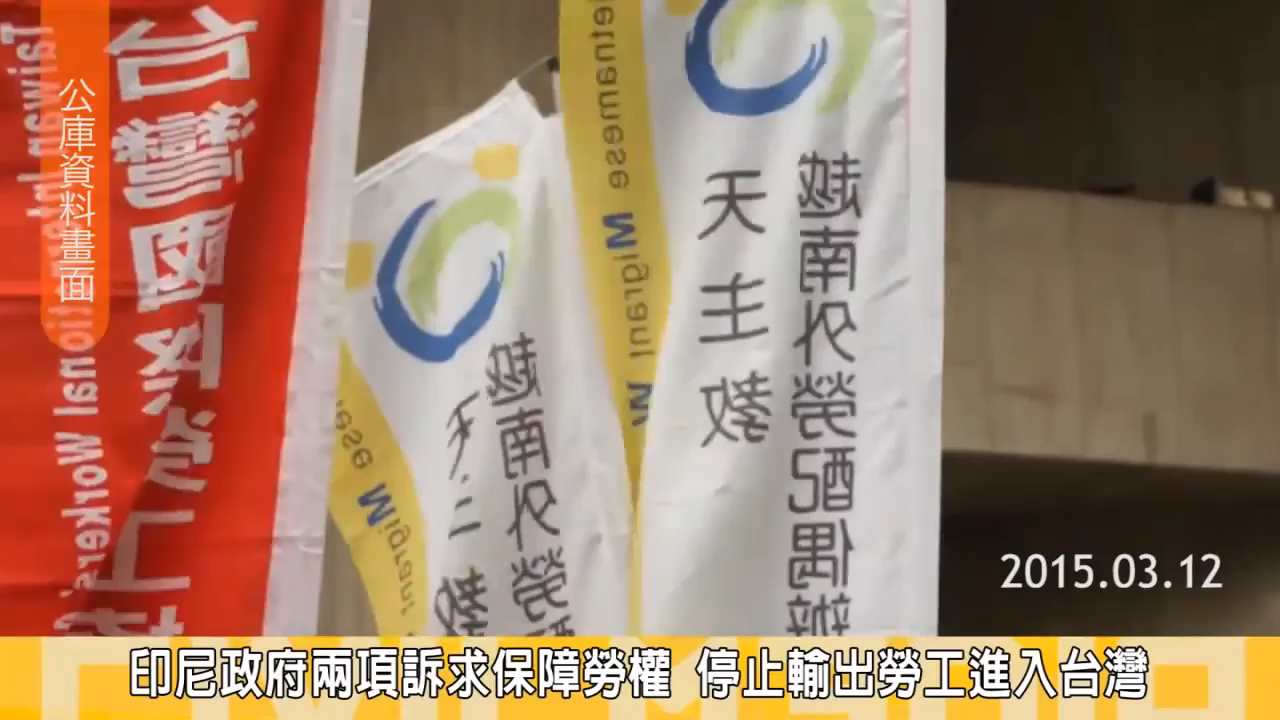 公庫資料畫面
台灣國際勞工
Taiwan International Workers'
越南外勞配偶辦
天主教
Vietnamese Migrant W
越南外勞配
天主教
ese Migrant
2015.03.12
印尼政府兩項訴求保障勞權 停止輸出勞工進入台灣